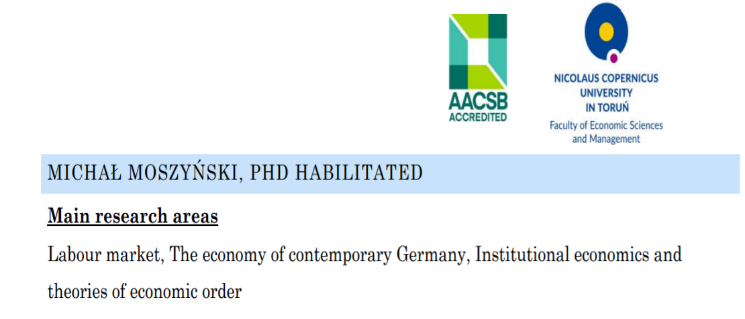 AACSB
ACCREDITED
NICOLAUS COPERNICUS
UNIVERSITY
IN TORUŃ
Faculty of Economic Sciences
and Management
MICHAŁ MOSZYŃSKI, PHD HABILITATED
Main research areas
Labour market, The economy of contemporary Germany, Institutional economics and
theories of economic order